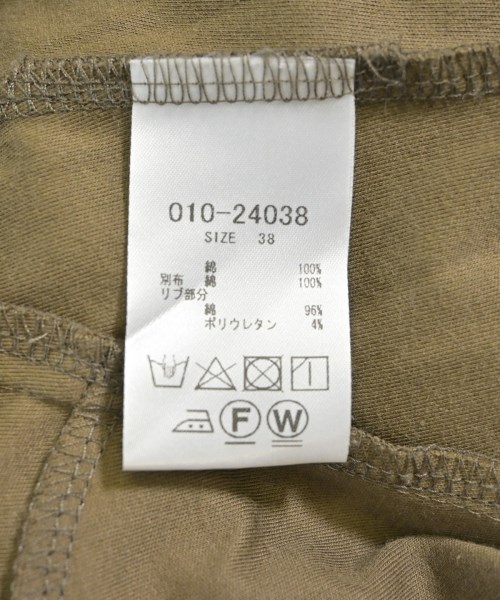 010-24038
SIZE 38
綿 100%
別布 綿 100%
リブ部分
綿 96%
ポリウレタン 4%
F W